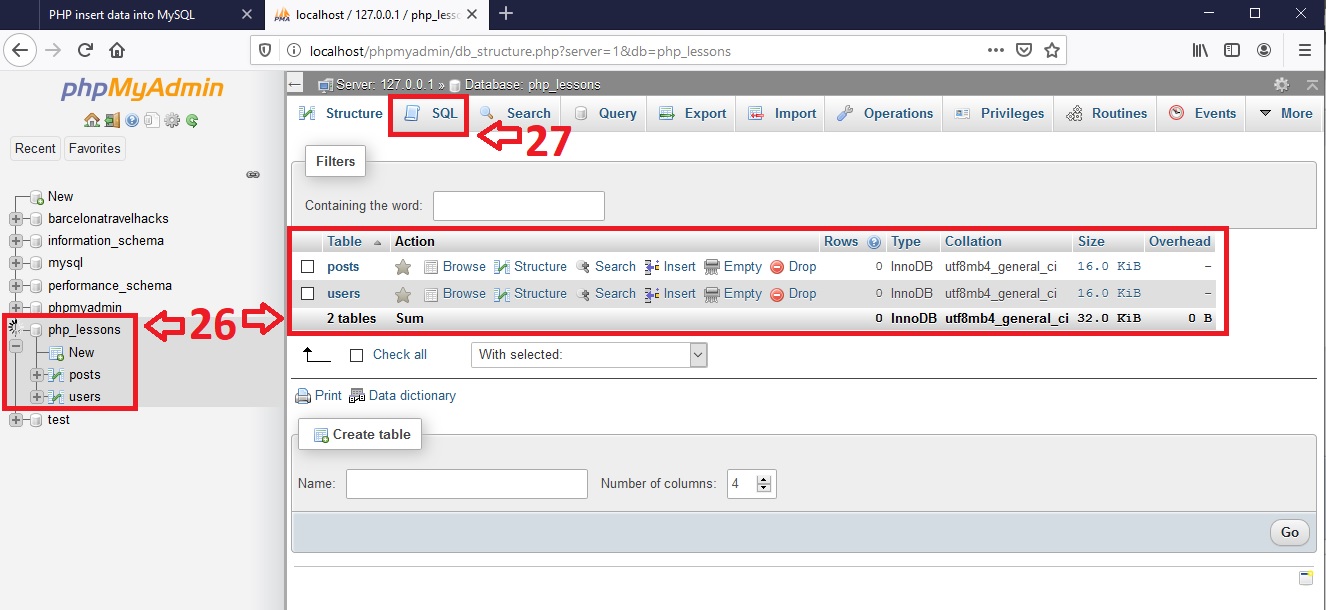 PHP insert data into MySQL
localhost / 127.0.0.1 / php_less
localhost/phpmyadmin/db_structure.php?server=1&db=php_lessons
phpMyAdmin
Recent Favorites
New
barcelonatravelhacks
information_schema
mysql
performance_schema
phpmyadmin
php_lessons
New
posts
users
test
26
Server: 127.0.0.1 » Database: php_lessons
Structure SQL Search Query Export Import Operations Privileges Routines Events More
27
Filters
Containing the word:
Table Action Rows Type Collation Size Overhead
posts Browse Structure Search Insert Empty Drop 0 InnoDB utf8mb4_general_ci 16.0 KiB -
users Browse Structure Search Insert Empty Drop 0 InnoDB utf8mb4_general_ci 16.0 KiB -
2 tables Sum 0 InnoDB utf8mb4_general_ci 32.0 KiB 0 B
Check all With selected:
Print Data dictionary
Create table
Name: Number of columns: 4
Go